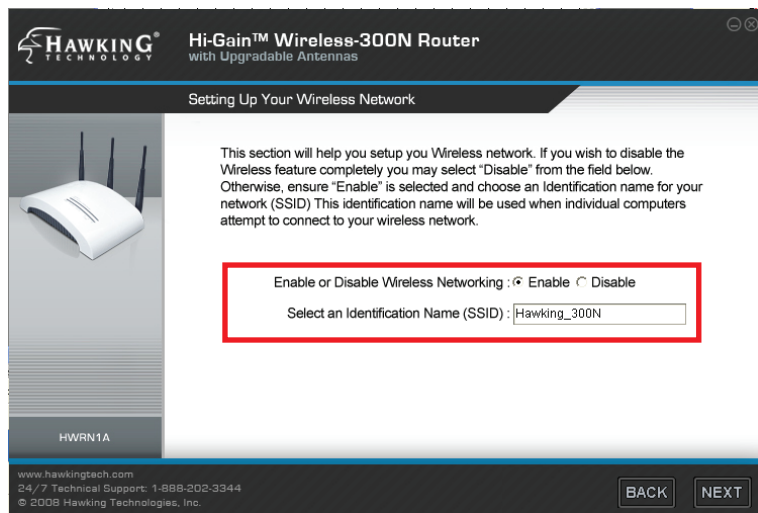 HAWKING®
TECHNOLOGY
Hi-Gain™ Wireless-300N Router
with Upgradable Antennas
Setting Up Your Wireless Network
This section will help you setup you Wireless network. If you wish to disable the
Wireless feature completely you may select “Disable” from the field below.
Otherwise, ensure “Enable” is selected and choose an Identification name for your
network (SSID) This identification name will be used when individual computers
attempt to connect to your wireless network.
Enable or Disable Wireless Networking : Enable Disable
Select an Identification Name (SSID) : Hawking_300N
HWRN1A
www.hawkingtech.com
24/7 Technical Support: 1-888-202-3344
© 2008 Hawking Technologies, Inc.
BACK NEXT